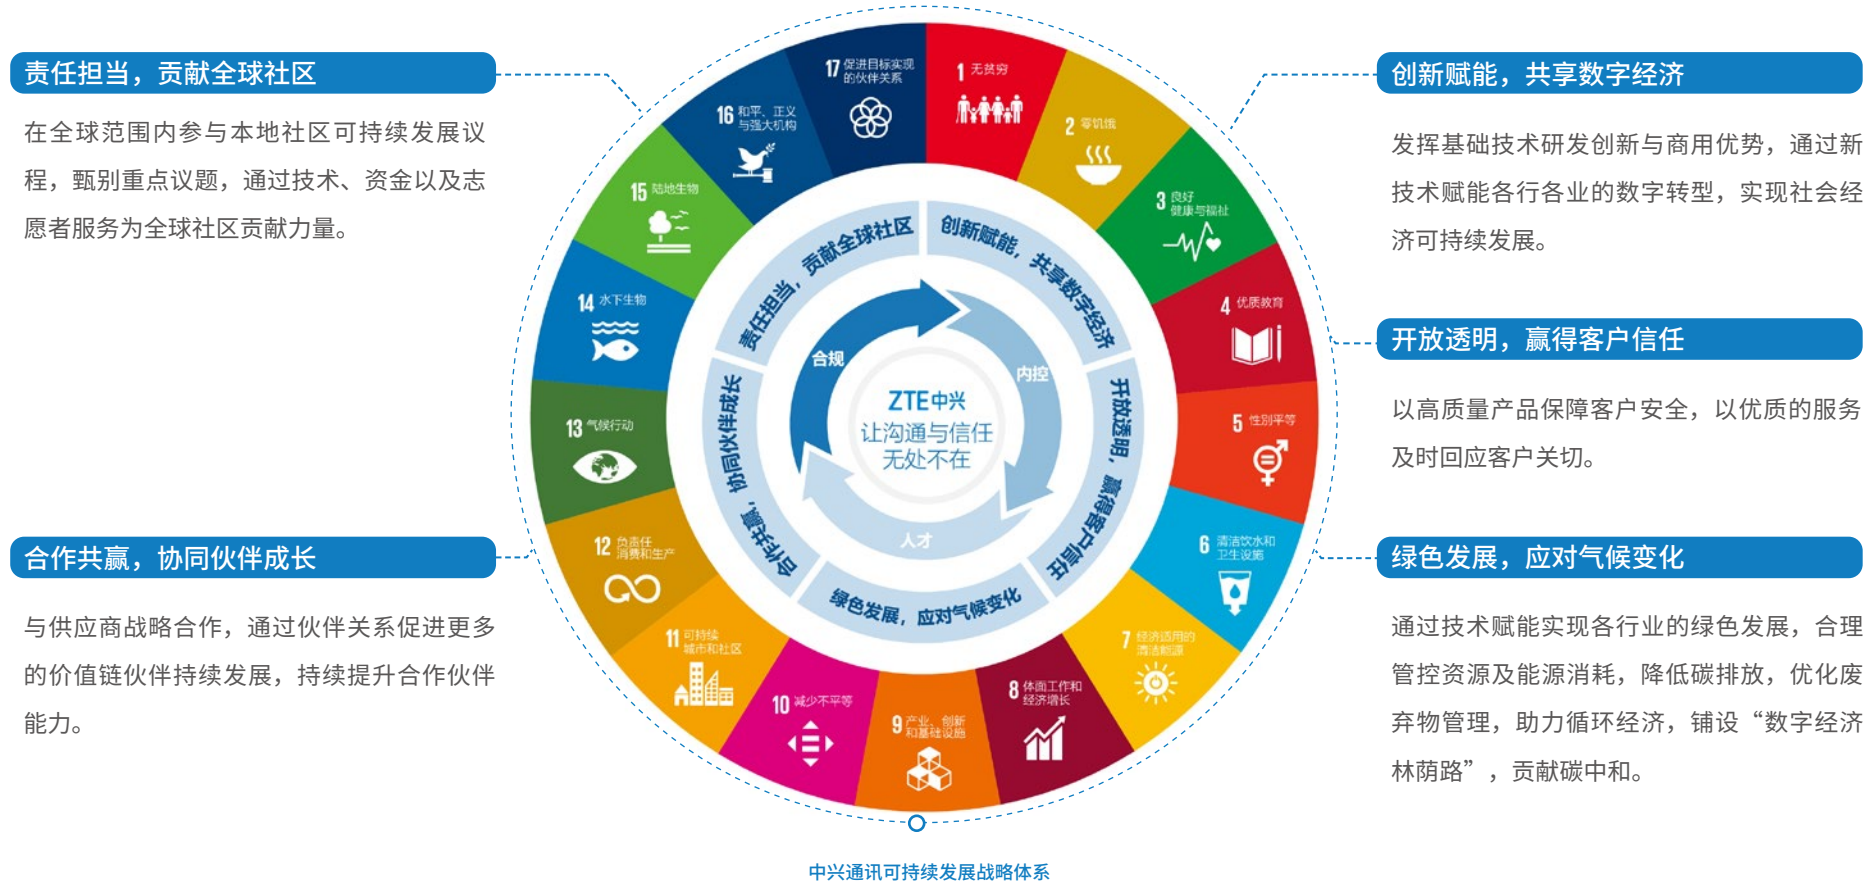 责任担当，贡献全球社区
在全球范围内参与本地社区可持续发展议
程，甄别重点议题，通过技术、资金以及志
愿者服务为全球社区贡献力量。
合作共赢，协同伙伴成长
与供应商战略合作，通过伙伴关系促进更多
的价值链伙伴持续发展，持续提升合作伙伴
能力。
1 无贫穷
2 零饥饿
3 良好
健康与福祉
4 优质教育
5 性别平等
6 清洁饮水和
卫生设施
7 经济适用的
清洁能源
8 体面工作和
经济增长
9 产业、创新
和基础设施
10 减少不平等
11 可持续
城市和社区
12 负责任
消费和生产
13 气候行动
14 水下生物
15 陆地生物
16 和平、正义
与强大机构
17 促进目标实现
的伙伴关系
责任担当，贡献全球社区
创新赋能，共享数字经济
开放透明，赢得客户信任
绿色发展，应对气候变化
合作共赢，协同伙伴成长
合规
内控
人才
ZTE中兴
让沟通与信任
无处不在
创新赋能，共享数字经济
发挥基础技术研发创新与商用优势，通过新
技术赋能各行各业的数字转型，实现社会经
济可持续发展。
开放透明，赢得客户信任
以高质量产品保障客户安全，以优质的服务
及时回应客户关切。
绿色发展，应对气候变化
通过技术赋能实现各行业的绿色发展，合理
管控资源及能源消耗，降低碳排放，优化废
弃物管理，助力循环经济，铺设“数字经济
林荫路”，贡献碳中和。
中兴通讯可持续发展战略体系